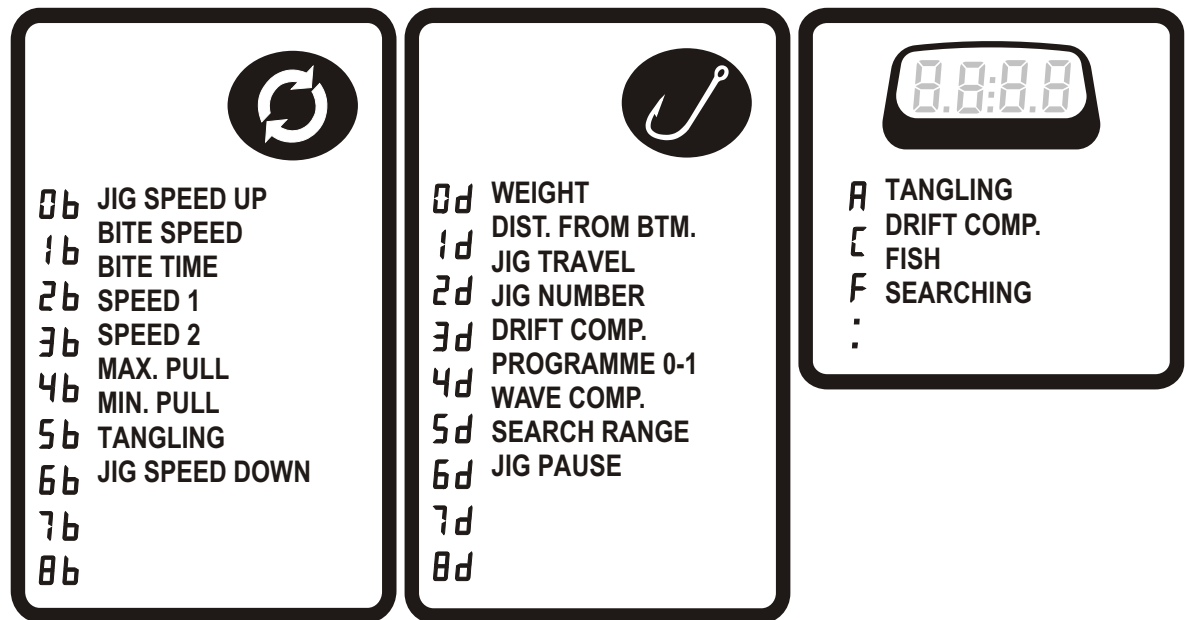 0b JIG SPEED UP
1b BITE SPEED
2b BITE TIME
3b SPEED 1
4b SPEED 2
5b MAX. PULL
6b MIN. PULL
7b TANGLING
8b JIG SPEED DOWN
0d WEIGHT
1d DIST. FROM BTM.
2d JIG TRAVEL
3d JIG NUMBER
4d DRIFT COMP.
5d PROGRAMME 0-1
6d WAVE COMP.
7d SEARCH RANGE
8d JIG PAUSE
8.8:8.8
A TANGLING
C DRIFT COMP.
F FISH
: SEARCHING